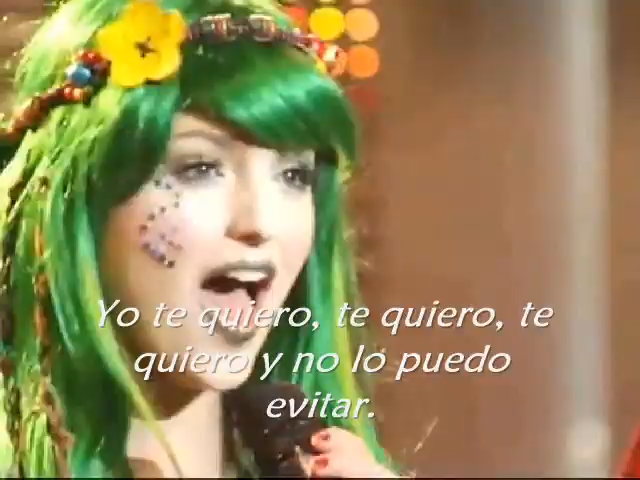 Yo te quiero, te quiero, te
quiero y no lo puedo
evitar.